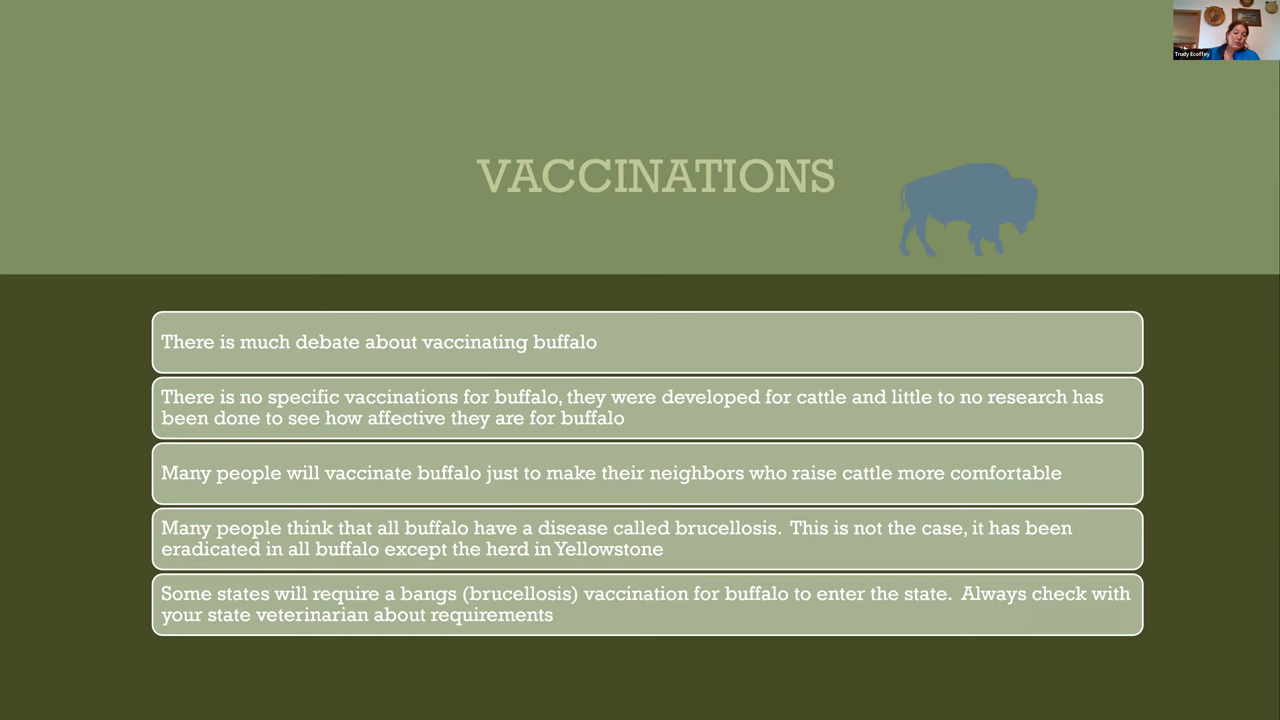 Trudy Ecoffey
VACCINATIONS
There is much debate about vaccinating buffalo
There is no specific vaccinations for buffalo, they were developed for cattle and little to no research has
been done to see how affective they are for buffalo
Many people will vaccinate buffalo just to make their neighbors who raise cattle more comfortable
Many people think that all buffalo have a disease called brucellosis.  This is not the case, it has been
eradicated in all buffalo except the herd in Yellowstone
Some states will require a bangs (brucellosis) vaccination for buffalo to enter the state.  Always check with
your state veterinarian about requirements